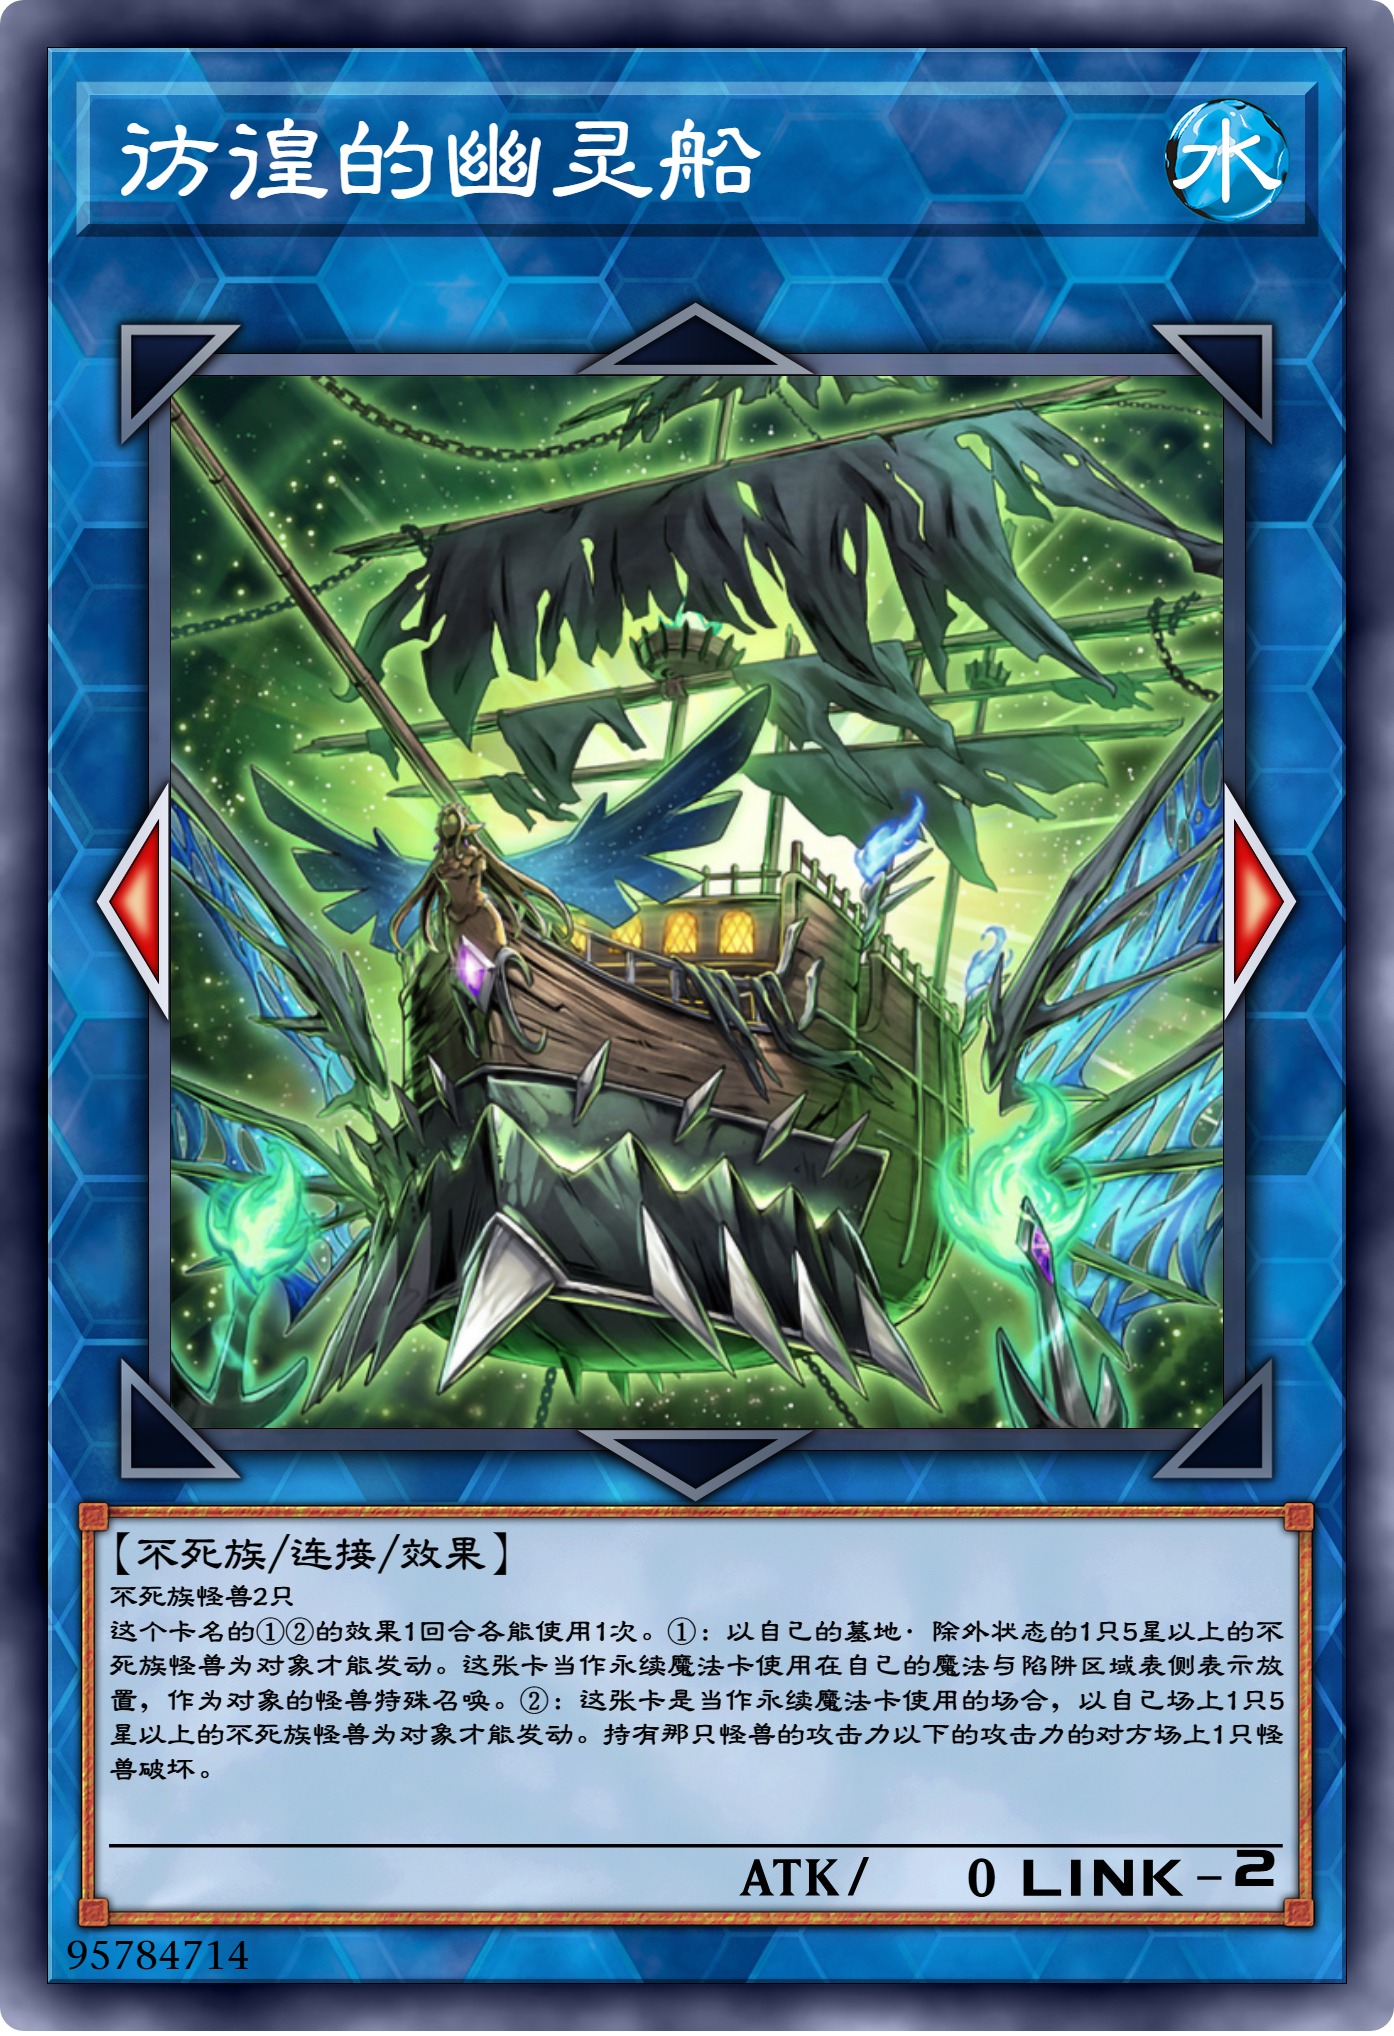 彷徨的幽灵船
水
【不死族/连接/效果】
不死族怪兽2只
这个卡名的①②的效果1回合各能使用1次。①：以自己的墓地·除外状态的1只5星以上的不
死族怪兽为对象才能发动。这张卡当作永续魔法卡使用在自己的魔法与陷阱区域表侧表示放
置，作为对象的怪兽特殊召唤。②：这张卡是当作永续魔法卡使用的场合，以自己场上1只5
星以上的不死族怪兽为对象才能发动。持有那只怪兽的攻击力以下的攻击力的对方场上1只怪
兽破坏。
ATK/ 0 LINK-2
95784714